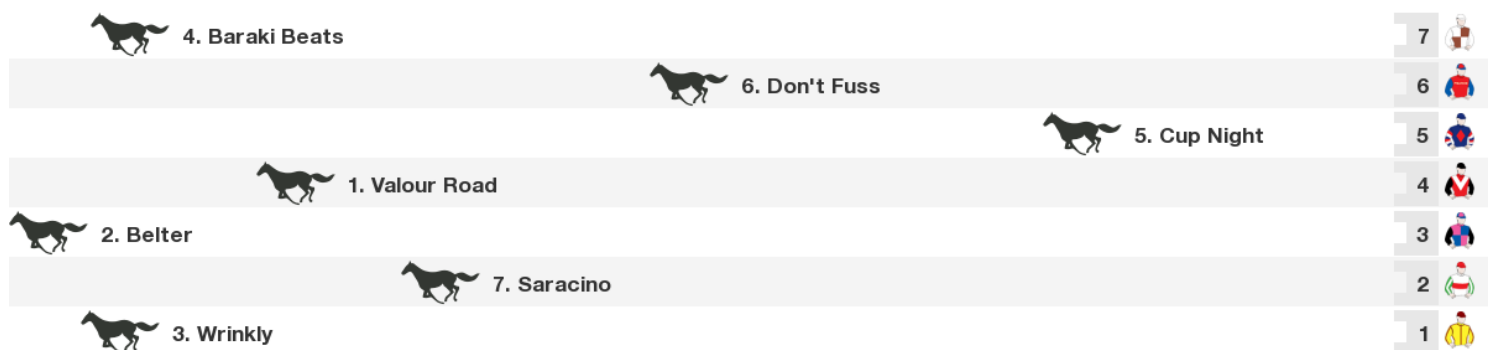 4. Baraki Beats 7
6. Don't Fuss 6
5. Cup Night 5
1. Valour Road 4
2. Belter 3
7. Saracino 2
3. Wrinkly 1